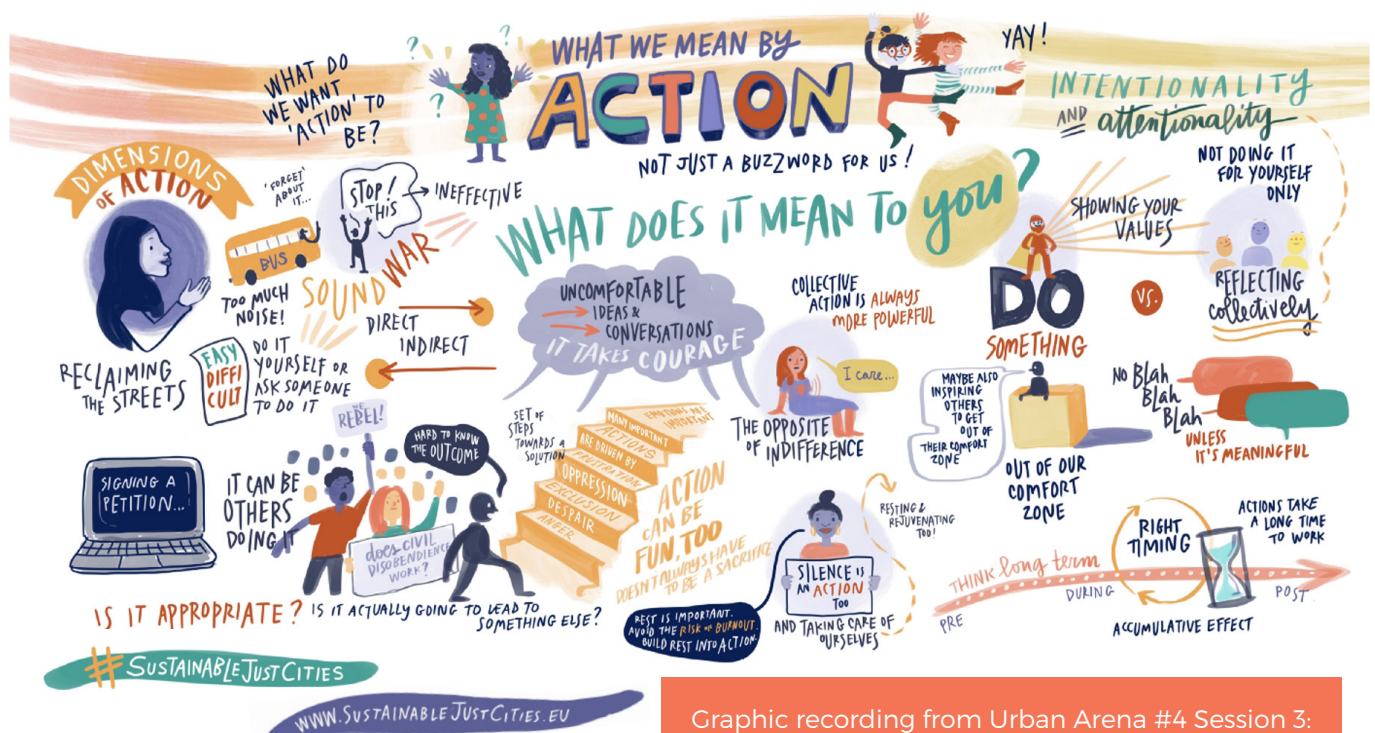 WHAT DO
WE WANT
'ACTION' TO
BE?
?
?
?
WHAT WE MEAN BY
ACTION
NOT JUST A BUZZWORD FOR US!
YAY!
INTENTIONALITY
AND attentionality
DIMENSIONS
OF ACTION
'FORGET'
ABOUT
IT...
BUS
STOP!
THIS
INEFFECTIVE
TOO MUCH
NOISE!
SOUND
WAR
DIRECT
INDIRECT
RECLAIMING
THE STREETS
EASY
DIFFI
CULT
DO IT
YOURSELF OR
ASK SOMEONE
TO DO IT
WHAT DOES IT MEAN TO you?
UNCOMFORTABLE
IDEAS &
CONVERSATIONS
IT TAKES COURAGE
COLLECTIVE
ACTION IS ALWAYS
MORE POWERFUL
I care...
THE OPPOSITE
OF INDIFFERENCE
SHOWING YOUR
VALUES
DO
SOMETHING
VS.
NOT DOING IT
FOR YOURSELF
ONLY
REFLECTING
collectively
MAYBE ALSO
INSPIRING
OTHERS
TO GET
OUT OF
THEIR COMFORT
ZONE
OUT OF OUR
COMFORT
ZONE
NO BLAH
BLAH
BLAH
UNLESS
IT'S MEANINGFUL
SIGNING A
PETITION...
IT CAN BE
OTHERS
DOING IT
WE
REBEL!
HARD TO KNOW
THE OUTCOME
does CIVIL
DISOBENDIENCE
WORK?
SET OF
STEPS
TOWARDS A
SOLUTION
EMOTIONS ARE
IMPORTANT
MANY IMPORTANT
ACTIONS
ARE DRIVEN BY
FRUSTRATION
OPPRESSION
EXCLUSION
DESPAIR
ANGER
ACTION
CAN BE
FUN, TOO
DOESN'T ALWAYS HAVE
TO BE A SACRIFICE
SILENCE IS
AN ACTION
TOO
AND TAKING CARE OF
OURSELVES
RESTING &
REJUVENATING
TOO!
REST IS IMPORTANT.
AVOID THE RISK OF BURNOUT.
BUILD REST INTO ACTION.
THINK long term
PRE
DURING
POST
RIGHT
TIMING
ACTIONS TAKE
A LONG TIME
TO WORK
ACCUMULATIVE EFFECT
IS IT APPROPRIATE? IS IT ACTUALLY GOING TO LEAD TO
SOMETHING ELSE?
#SUSTAINABLEJUSTCITIES
WWW.SUSTAINABLEJUSTCITIES.EU
Graphic recording from Urban Arena #4 Session 3: